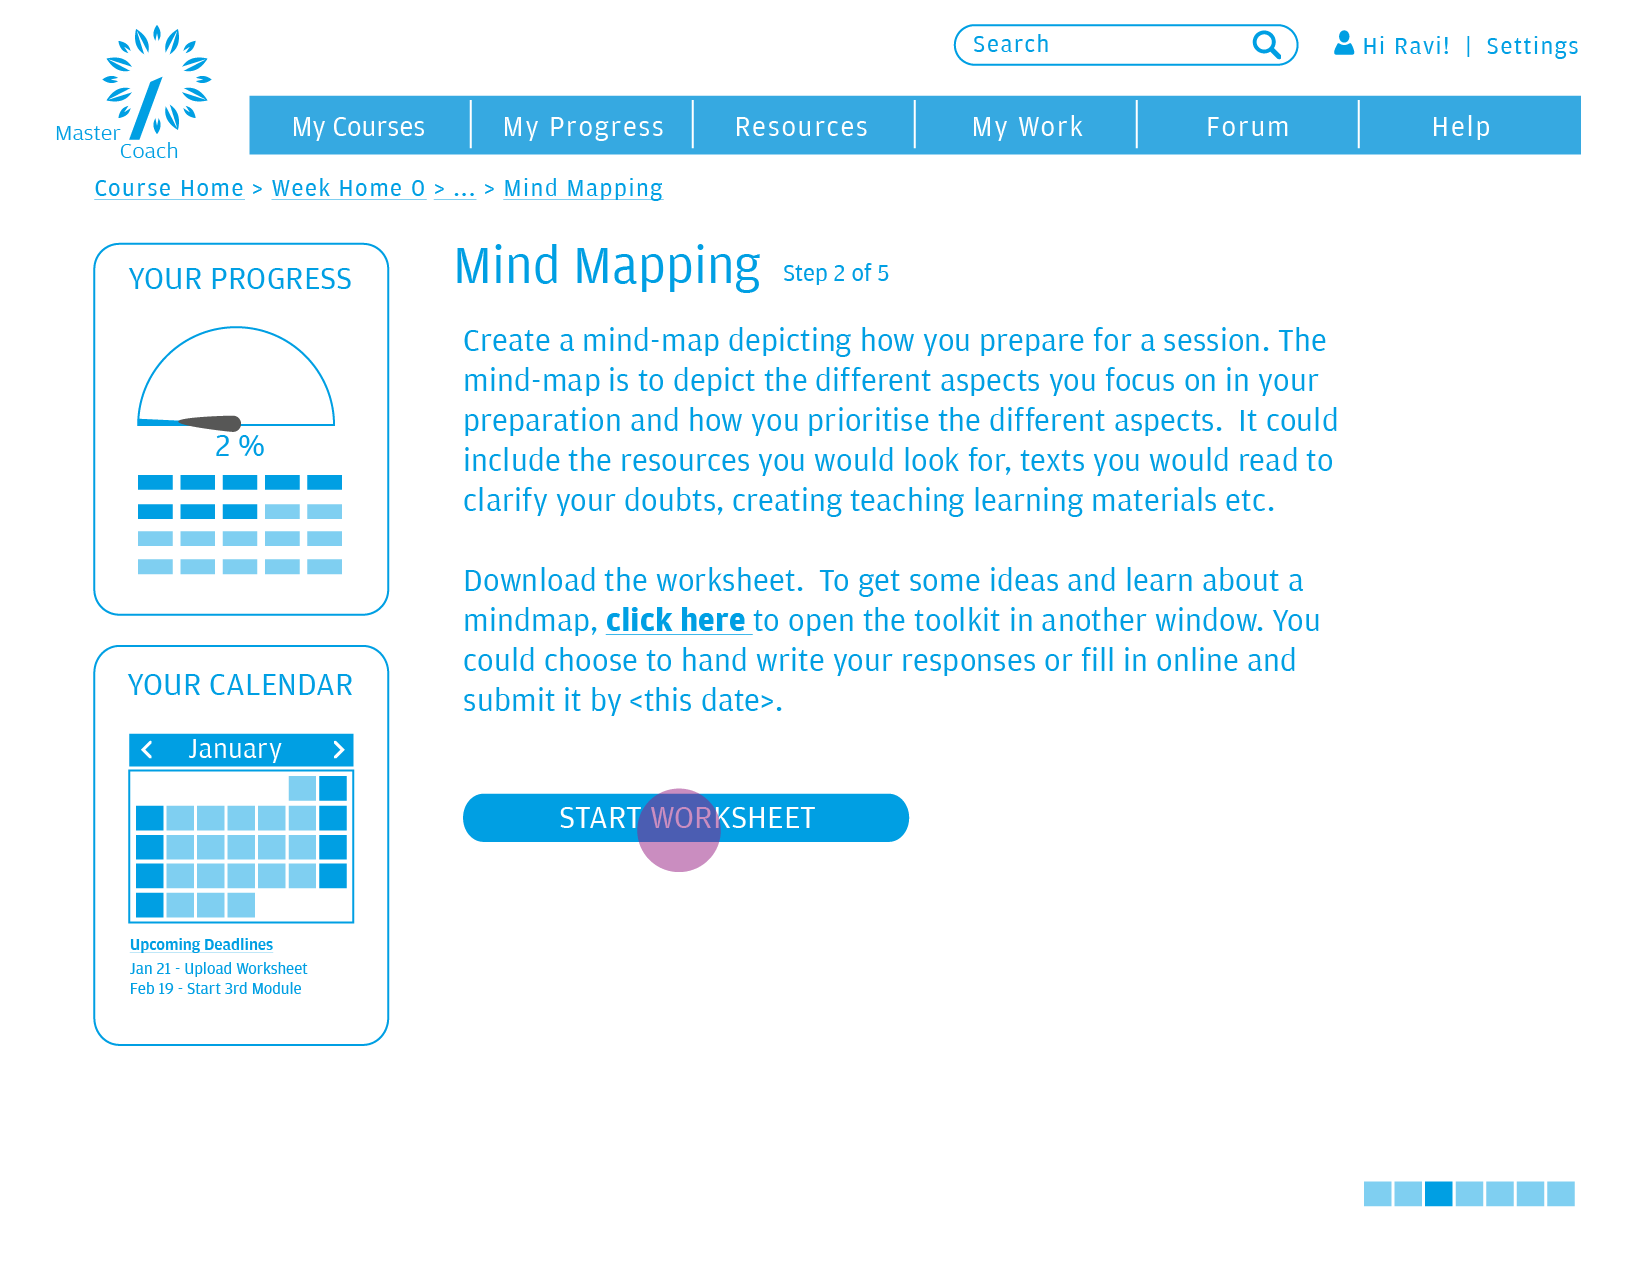 Master
Coach
Search
Hi Ravi! | Settings
My Courses
My Progress
Resources
My Work
Forum
Help
Course Home > Week Home 0 > ... > Mind Mapping
YOUR PROGRESS
2 %
YOUR CALENDAR
< January >
Upcoming Deadlines
Jan 21 - Upload Worksheet
Feb 19 - Start 3rd Module
Mind Mapping Step 2 of 5
Create a mind-map depicting how you prepare for a session. The
mind-map is to depict the different aspects you focus on in your
preparation and how you prioritise the different aspects.  It could
include the resources you would look for, texts you would read to
clarify your doubts, creating teaching learning materials etc.
Download the worksheet.  To get some ideas and learn about a
mindmap, click here to open the toolkit in another window. You
could choose to hand write your responses or fill in online and
submit it by <this date>.
START WORKSHEET